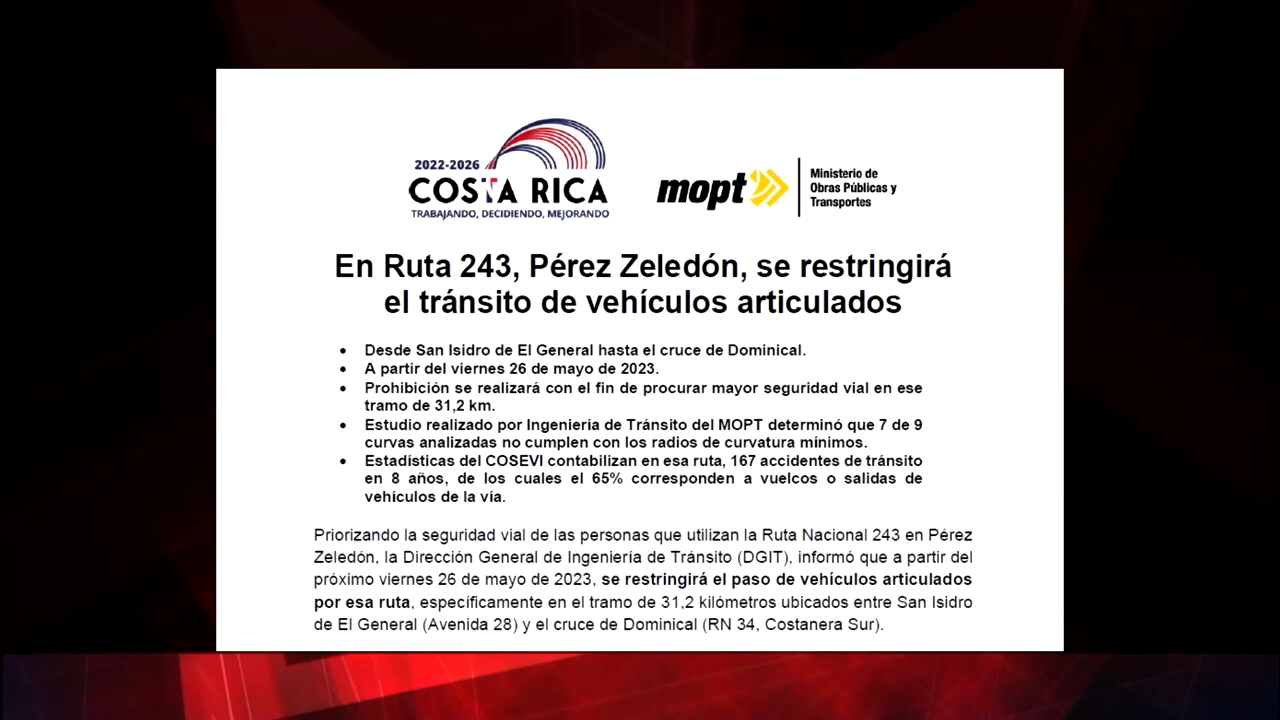 2022-2026
COSTA RICA
TRABAJANDO, DECIDIENDO, MEJORANDO
mopt
Ministerio de
Obras Públicas y
Transportes
En Ruta 243, Pérez Zeledón, se restringirá
el tránsito de vehículos articulados
• Desde San Isidro de El General hasta el cruce de Dominical.
• A partir del viernes 26 de mayo de 2023.
• Prohibición se realizará con el fin de procurar mayor seguridad vial en ese
tramo de 31,2 km.
• Estudio realizado por Ingeniería de Tránsito del MOPT determinó que 7 de 9
curvas analizadas no cumplen con los radios de curvatura mínimos.
• Estadísticas del COSEVI contabilizan en esa ruta, 167 accidentes de tránsito
en 8 años, de los cuales el 65% corresponden a vuelcos o salidas de
vehículos de la vía.
Priorizando la seguridad vial de las personas que utilizan la Ruta Nacional 243 en Pérez
Zeledón, la Dirección General de Ingeniería de Tránsito (DGIT), informó que a partir del
próximo viernes 26 de mayo de 2023, se restringirá el paso de vehículos articulados
por esa ruta, específicamente en el tramo de 31,2 kilómetros ubicados entre San Isidro
de El General (Avenida 28) y el cruce de Dominical (RN 34, Costanera Sur).